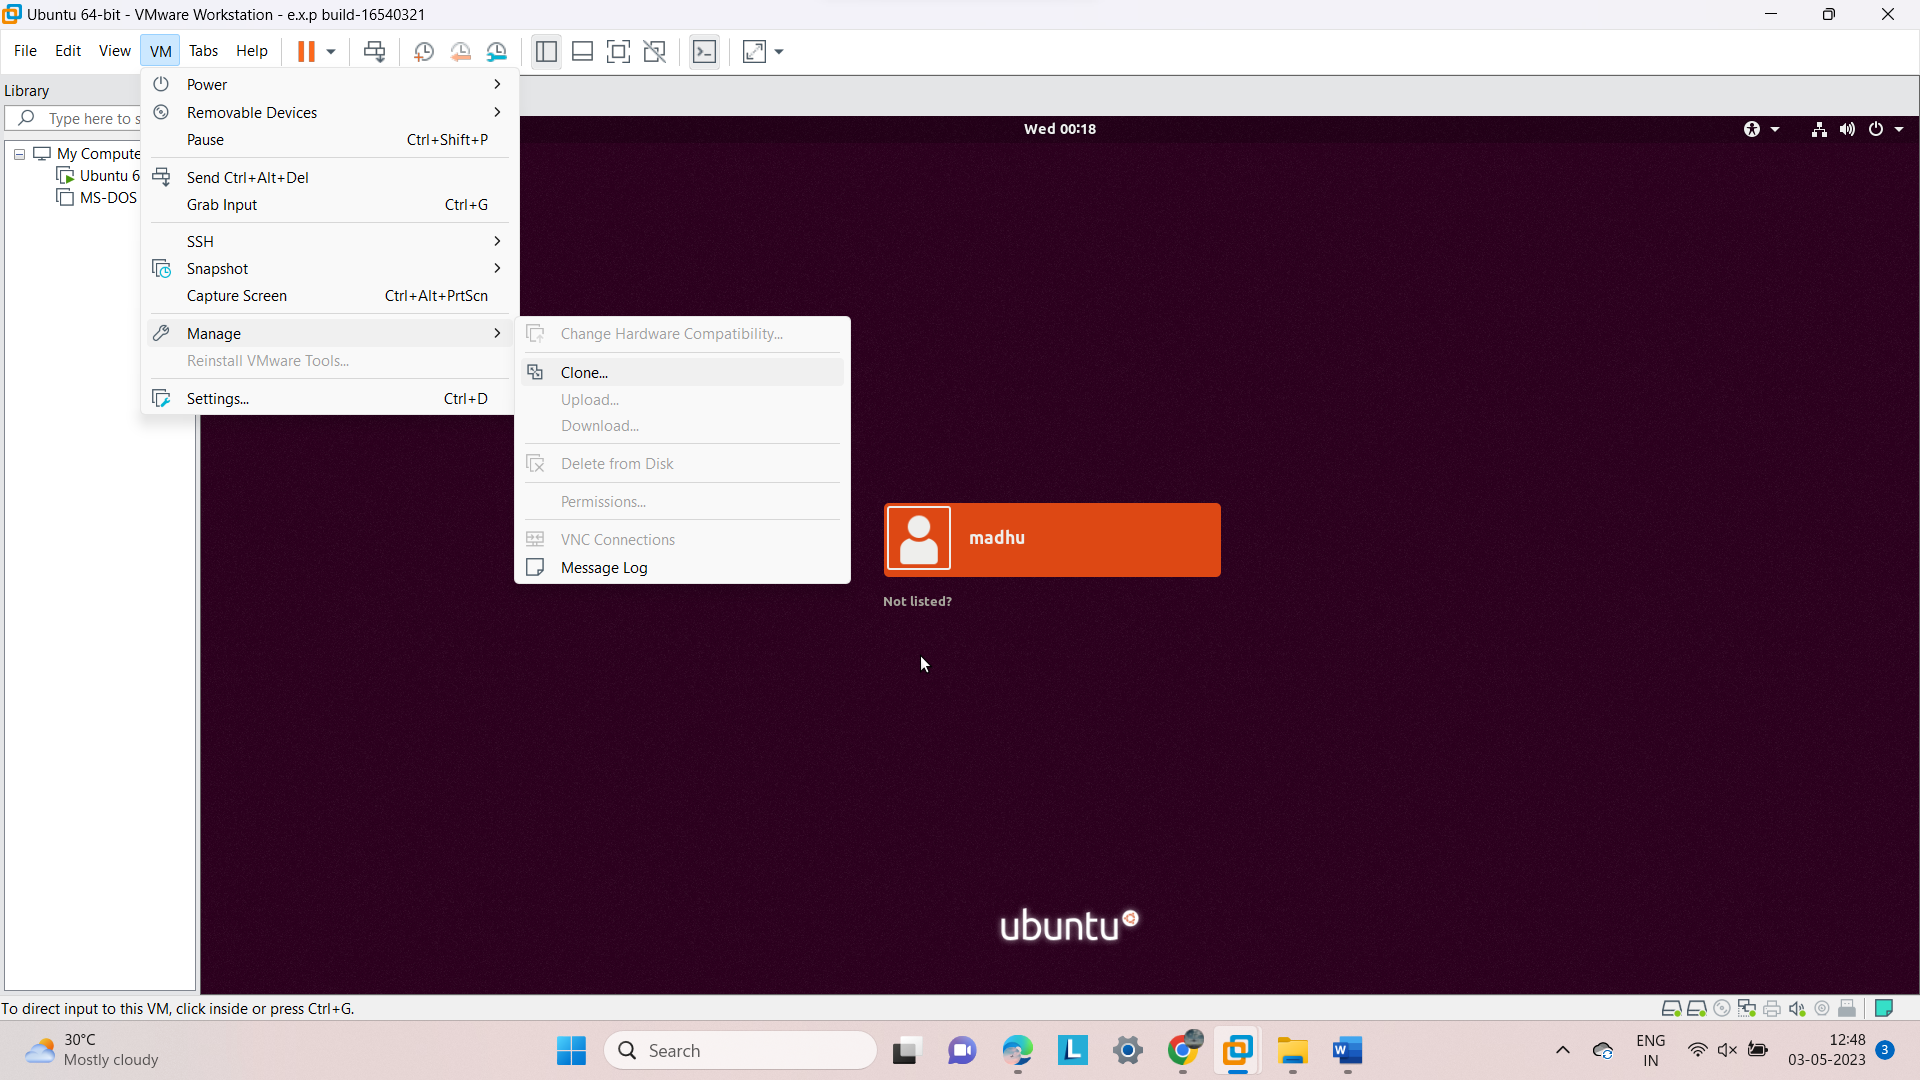 Ubuntu 64-bit - VMware Workstation - e.x.p build-16540321
File Edit View VM Tabs Help
Library
Type here to s
My Compute
Ubuntu 6
MS-DOS
Power
Removable Devices
Pause Ctrl+Shift+P
Send Ctrl+Alt+Del
Grab Input Ctrl+G
SSH
Snapshot
Capture Screen Ctrl+Alt+PrtScn
Manage
Reinstall VMware Tools...
Settings... Ctrl+D
Change Hardware Compatibility...
Clone...
Upload...
Download...
Delete from Disk
Permissions...
VNC Connections
Message Log
Wed 00:18
madhu
Not listed?
ubuntu
To direct input to this VM, click inside or press Ctrl+G.
30°C
Mostly cloudy
Search
L
W
ENG
IN
12:48
03-05-2023
3